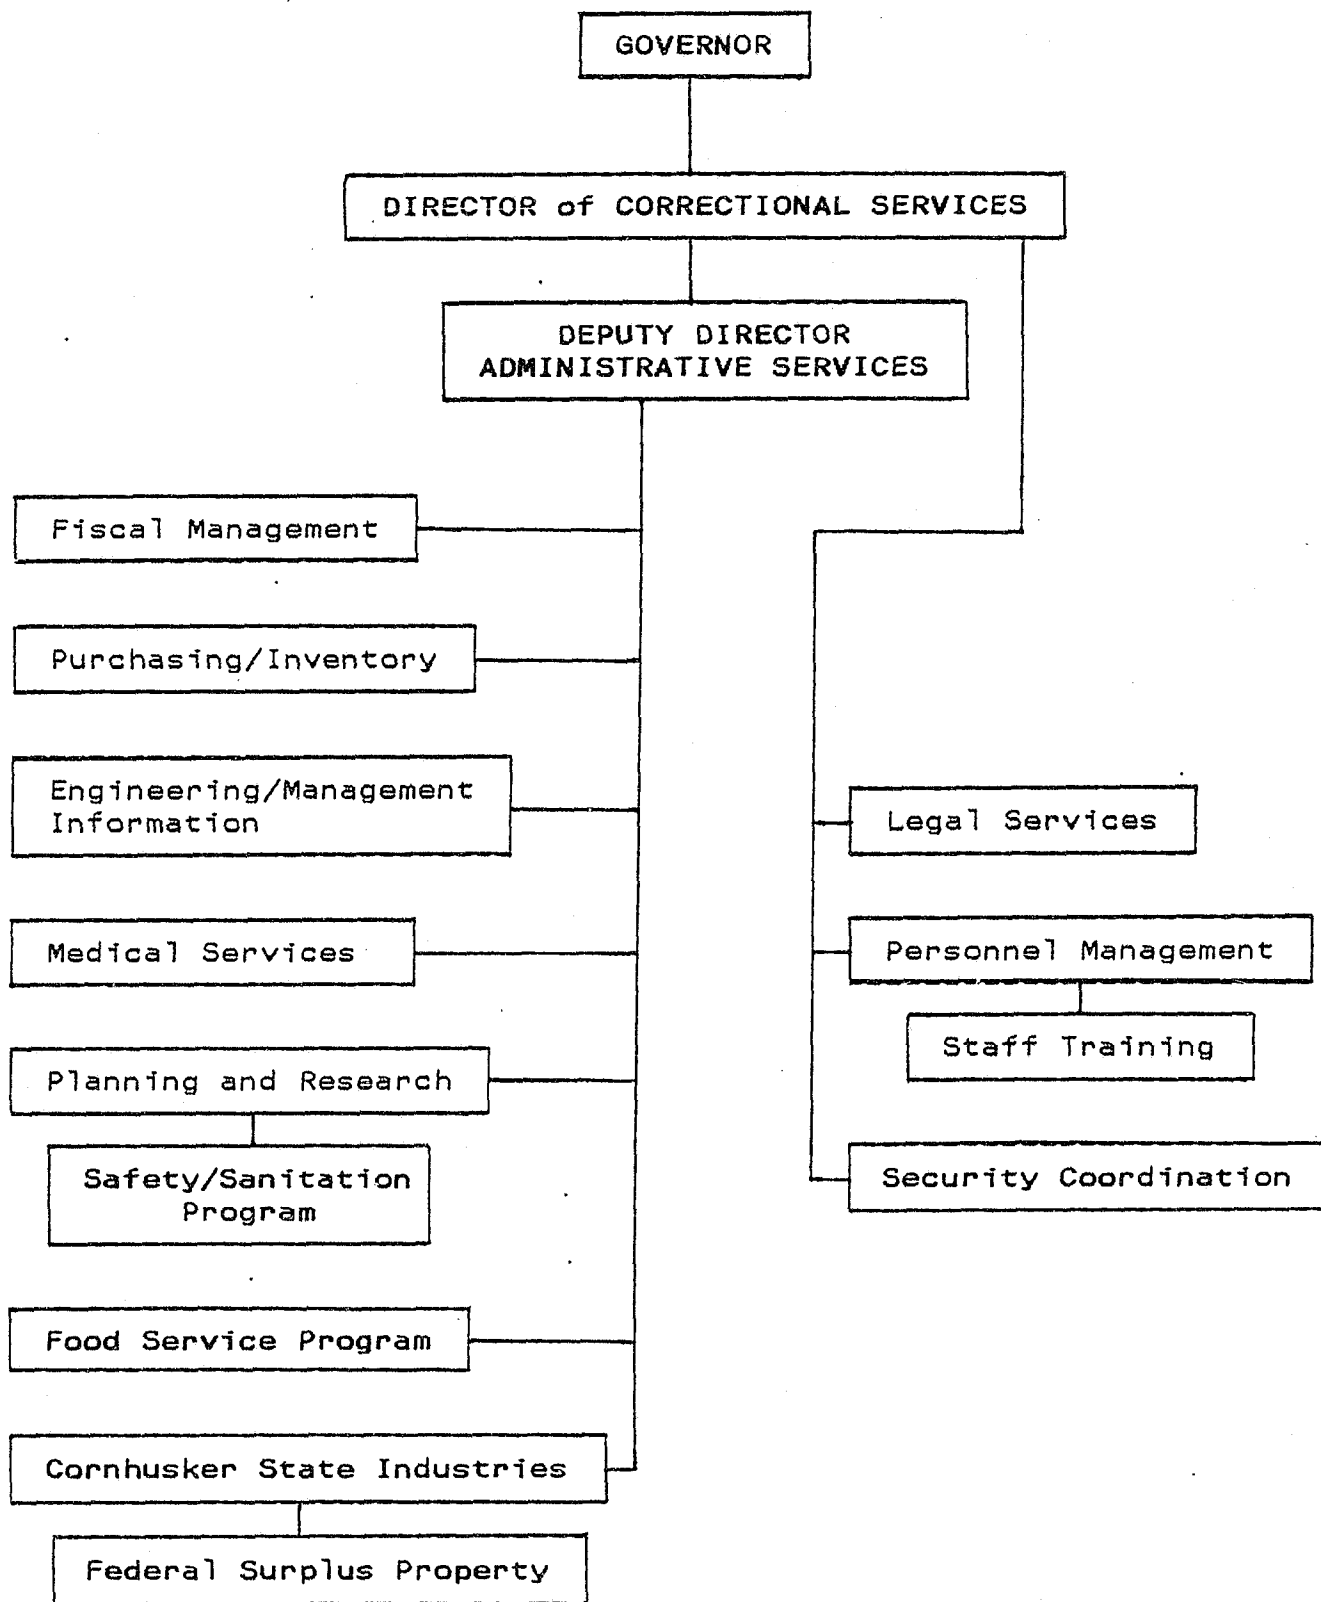 GOVERNOR
DIRECTOR of CORRECTIONAL SERVICES
DEPUTY DIRECTOR
ADMINISTRATIVE SERVICES
Fiscal Management
Purchasing/Inventory
Engineering/Management
Information
Medical Services
Planning and Research
Safety/Sanitation
Program
Food Service Program
Cornhusker State Industries
Federal Surplus Property
Legal Services
Personnel Management
Staff Training
Security Coordination